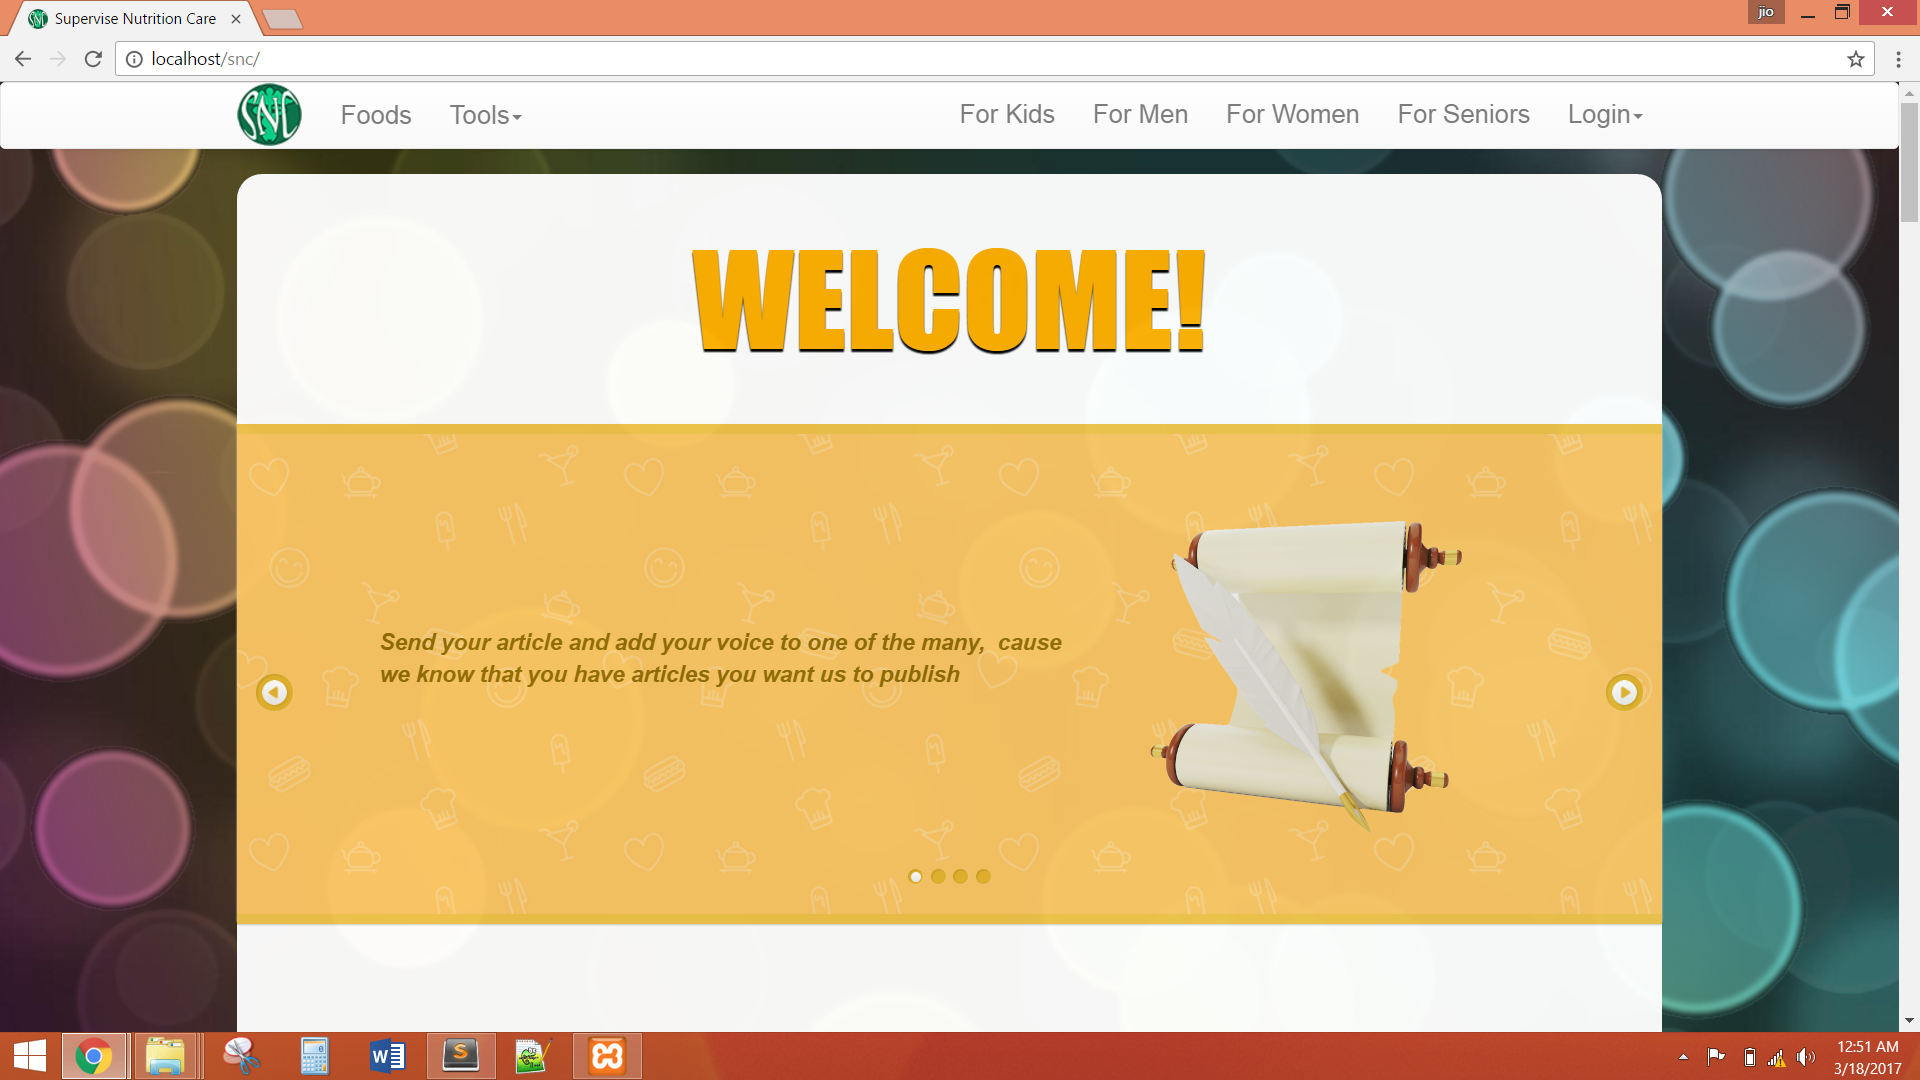 Supervise Nutrition Care
jio
localhost/snc/
SNC
Foods
Tools
For Kids
For Men
For Women
For Seniors
Login
WELCOME!
Send your article and add your voice to one of the many,  cause
we know that you have articles you want us to publish
12:51 AM
3/18/2017